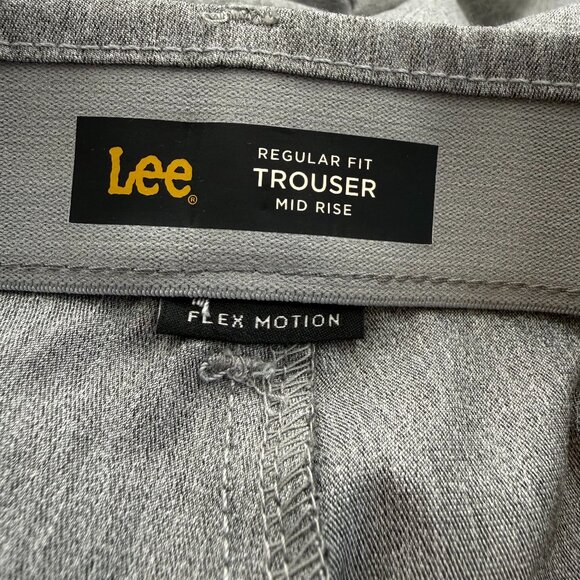 Lee®
REGULAR FIT
TROUSER
MID RISE
FLEX MOTION